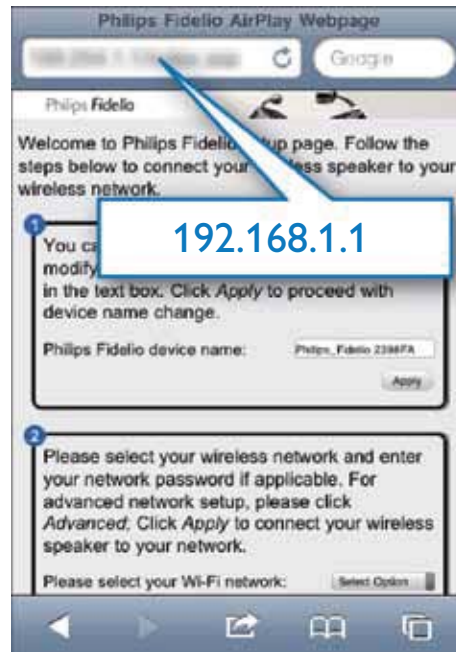 Philips Fidelio AirPlay Webpage
Google
Philips Fidelio
Welcome to Philips Fidelio setup page. Follow the
steps below to connect your wireless speaker to your
wireless network.
192.168.1.1
1
You ca
modify
in the text box. Click Apply to proceed with
device name change.
Philips Fidelio device name:
Philips_Fidelio 2398FA
Apply
2
Please select your wireless network and enter
your network password if applicable. For
advanced network setup, please click
Advanced. Click Apply to connect your wireless
speaker to your network.
Please select your Wi-Fi network:
Select Option